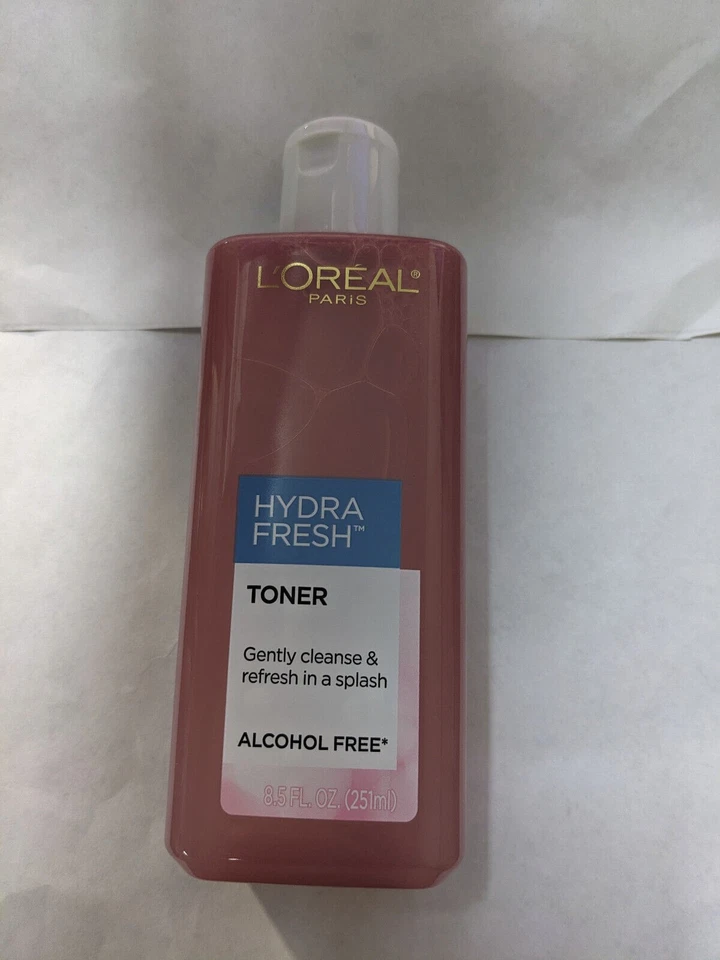 L'ORÉAL®
PARIS
HYDRA
FRESH™
TONER
Gently cleanse &
refresh in a splash
ALCOHOL FREE*
8.5 FL. OZ. (251ml)